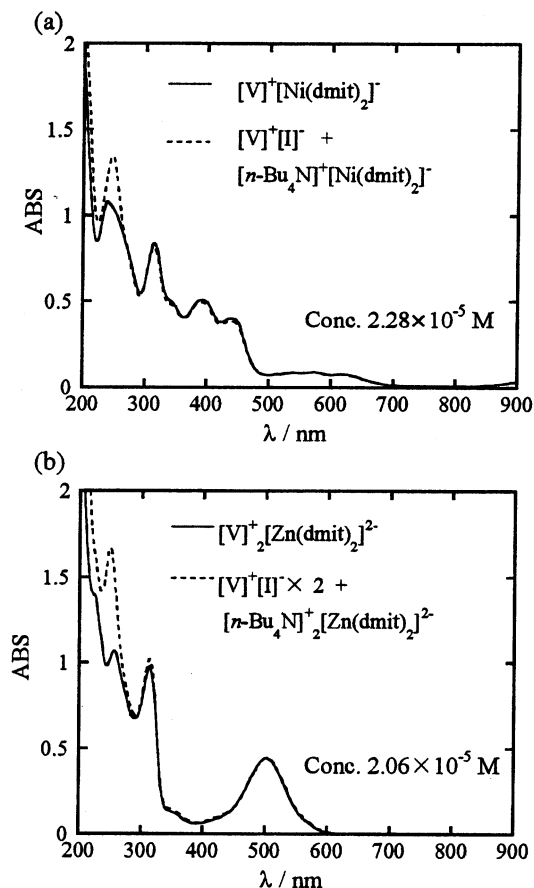 (a)
2
1.5
1
0.5
0
ABS
[V]⁺[Ni(dmit)₂]⁻
[V]⁺[I]⁻ +
[n-Bu₄N]⁺[Ni(dmit)₂]⁻
Conc. 2.28×10⁻⁵ M
200 300 400 500 600 700 800 900
λ / nm
(b)
2
1.5
1
0.5
0
ABS
[V]⁺₂[Zn(dmit)₂]²⁻
[V]⁺[I]⁻ × 2 +
[n-Bu₄N]⁺₂[Zn(dmit)₂]²⁻
Conc. 2.06×10⁻⁵ M
200 300 400 500 600 700 800 900
λ / nm